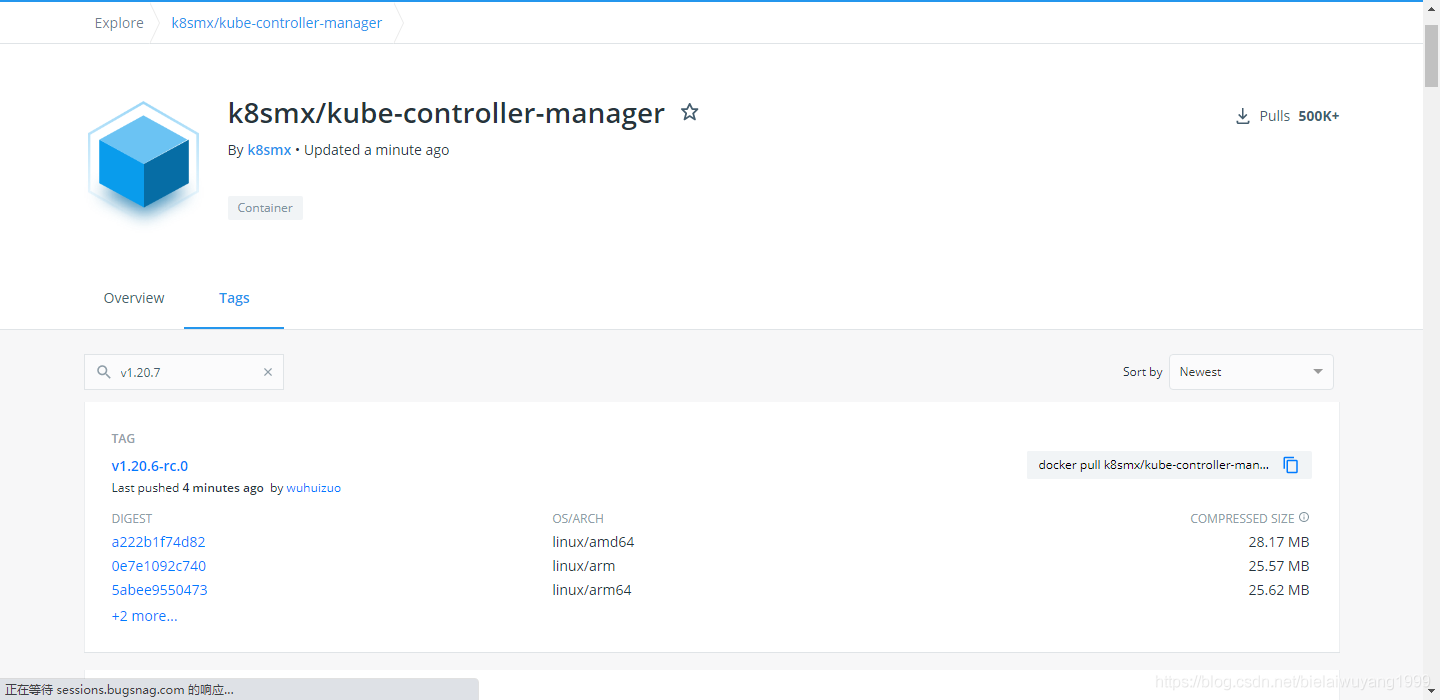 Explore k8smx/kube-controller-manager
k8smx/kube-controller-manager
Pulls 500K+
By k8smx • Updated a minute ago
Container
Overview Tags
v1.20.7
Sort by Newest
TAG
v1.20.6-rc.0
docker pull k8smx/kube-controller-man...
Last pushed 4 minutes ago by wuhuizuo
DIGEST OS/ARCH COMPRESSED SIZE
a222b1f74d82 linux/amd64 28.17 MB
0e7e1092c740 linux/arm 25.57 MB
5abee9550473 linux/arm64 25.62 MB
+2 more...
正在等待 sessions.bugsnag.com 的响应...
https://blog.csdn.net/bielaiwuyang1999